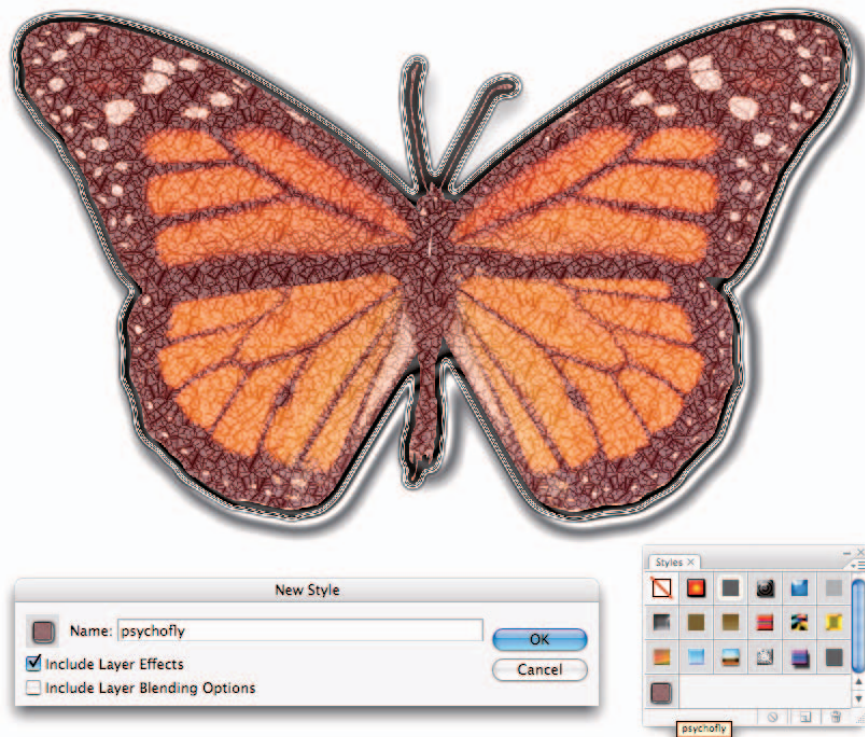 New Style
Name: psychofly
OK
Include Layer Effects
Cancel
Include Layer Blending Options
Styles
psychofly